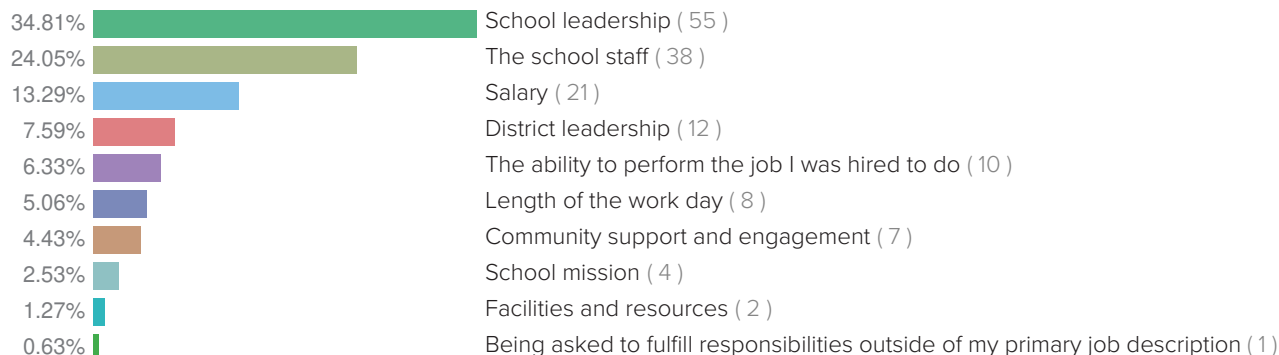 34.81% School leadership ( 55 )
24.05% The school staff ( 38 )
13.29% Salary ( 21 )
7.59% District leadership ( 12 )
6.33% The ability to perform the job I was hired to do ( 10 )
5.06% Length of the work day ( 8 )
4.43% Community support and engagement ( 7 )
2.53% School mission ( 4 )
1.27% Facilities and resources ( 2 )
0.63% Being asked to fulfill responsibilities outside of my primary job description ( 1 )